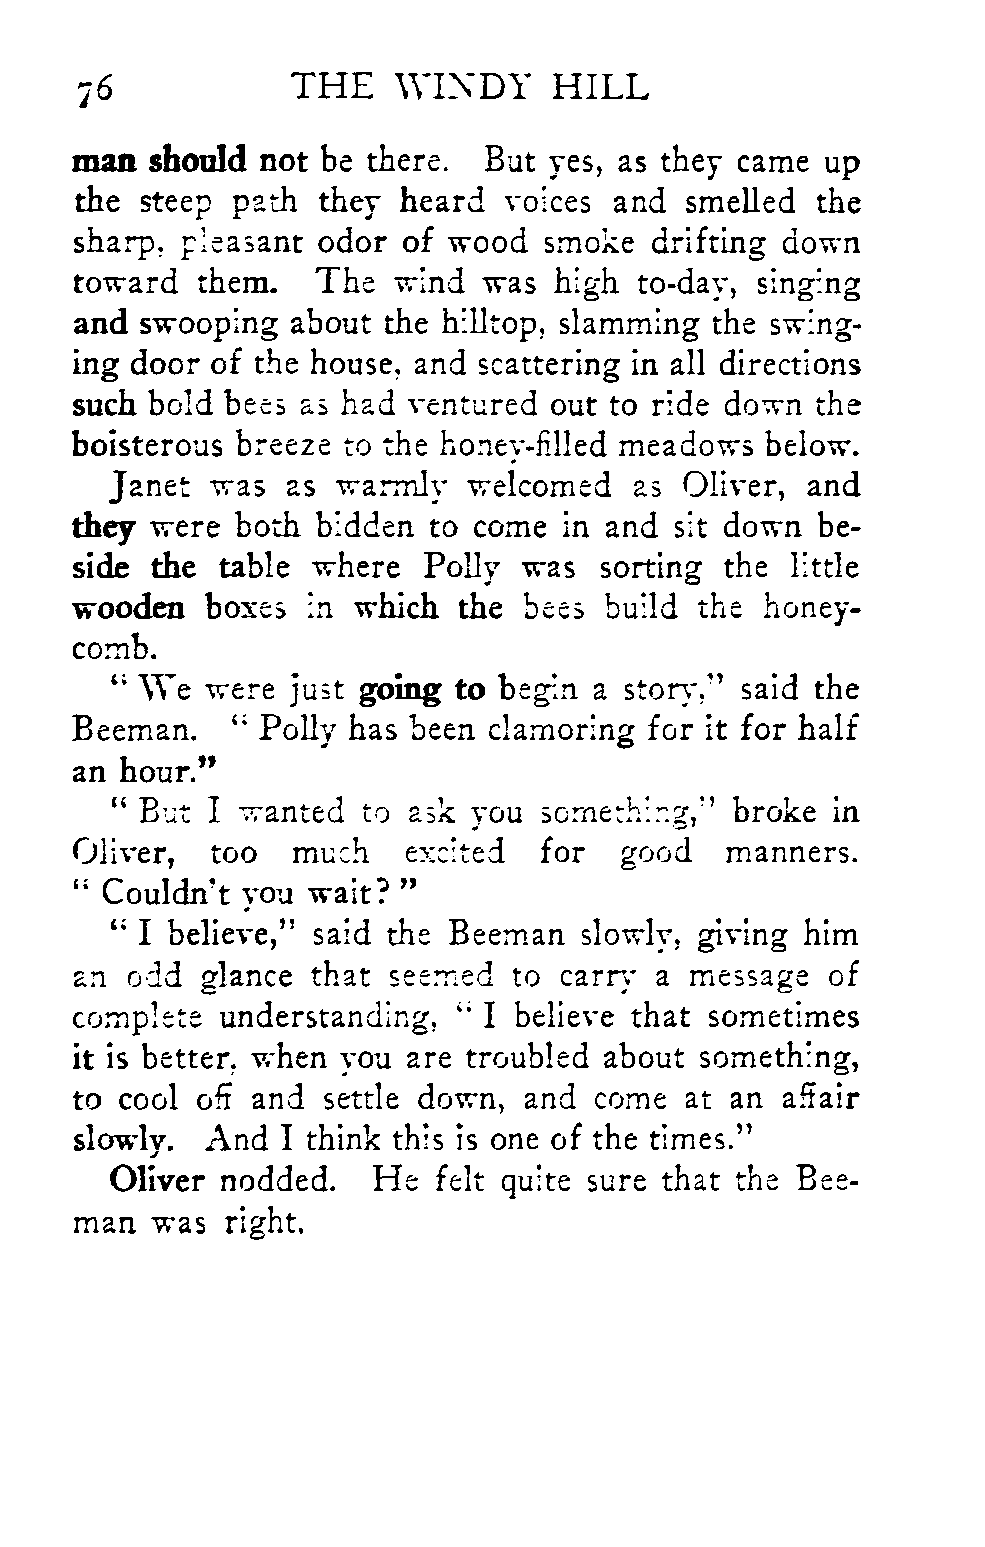 76 THE WINDY HILL
man should not be there. But yes, as they came up
the steep path they heard voices and smelled the
sharp, pleasant odor of wood smoke drifting down
toward them. The wind was high to-day, singing
and swooping about the hilltop, slamming the swing-
ing door of the house, and scattering in all directions
such bold bees as had ventured out to ride down the
boisterous breeze to the honey-filled meadows below.
Janet was as warmly welcomed as Oliver, and
they were both bidden to come in and sit down be-
side the table where Polly was sorting the little
wooden boxes in which the bees build the honey-
comb.
" We were just going to begin a story," said the
Beeman. " Polly has been clamoring for it for half
an hour."
" But I wanted to ask you something," broke in
Oliver, too much excited for good manners.
" Couldn't you wait? "
" I believe," said the Beeman slowly, giving him
an odd glance that seemed to carry a message of
complete understanding, " I believe that sometimes
it is better, when you are troubled about something,
to cool off and settle down, and come at an affair
slowly. And I think this is one of the times."
Oliver nodded. He felt quite sure that the Bee-
man was right.